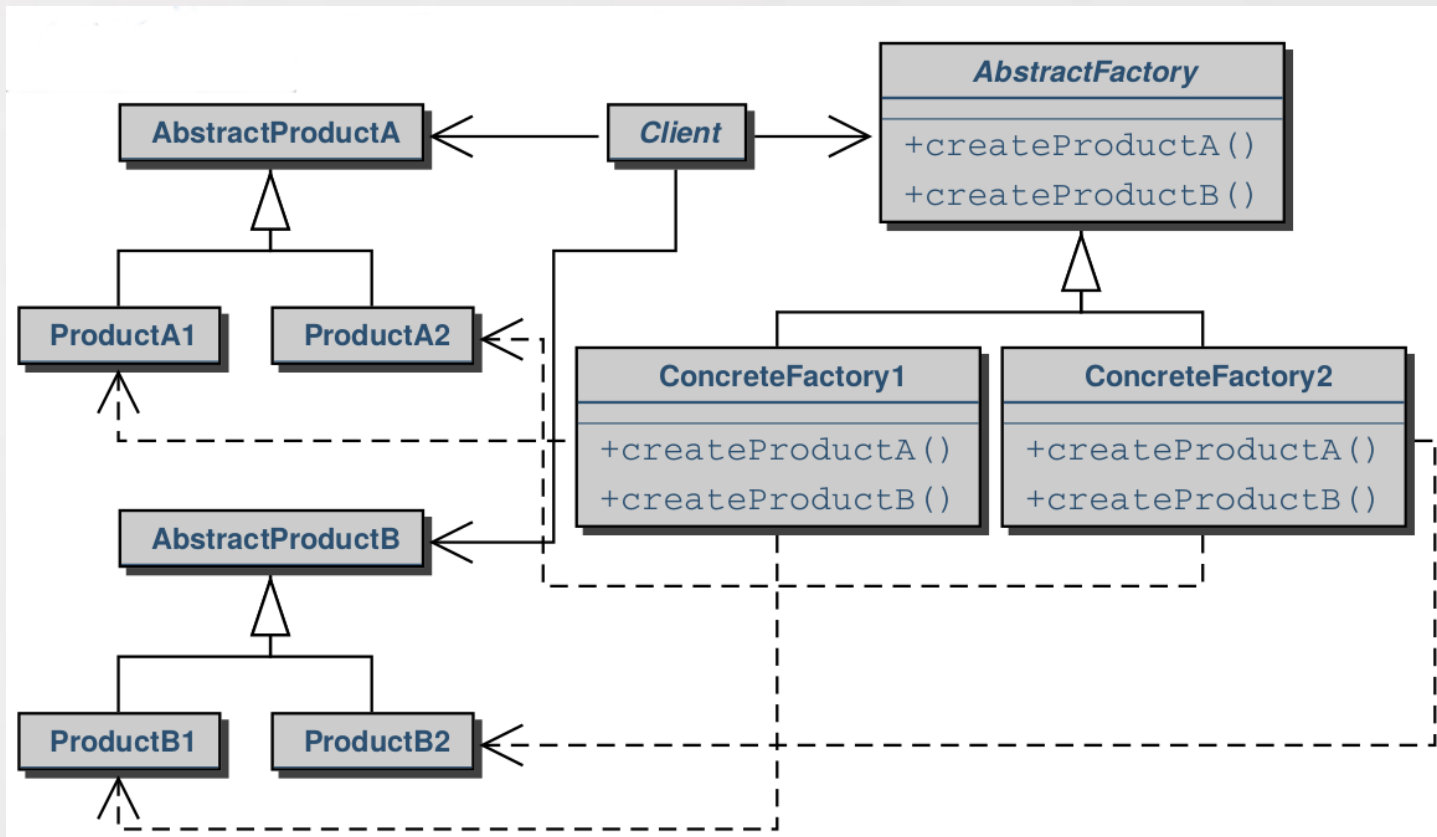 AbstractFactory
+createProductA()
+createProductB()
AbstractProductA
Client
ProductA1
ProductA2
ConcreteFactory1
+createProductA()
+createProductB()
ConcreteFactory2
+createProductA()
+createProductB()
AbstractProductB
ProductB1
ProductB2